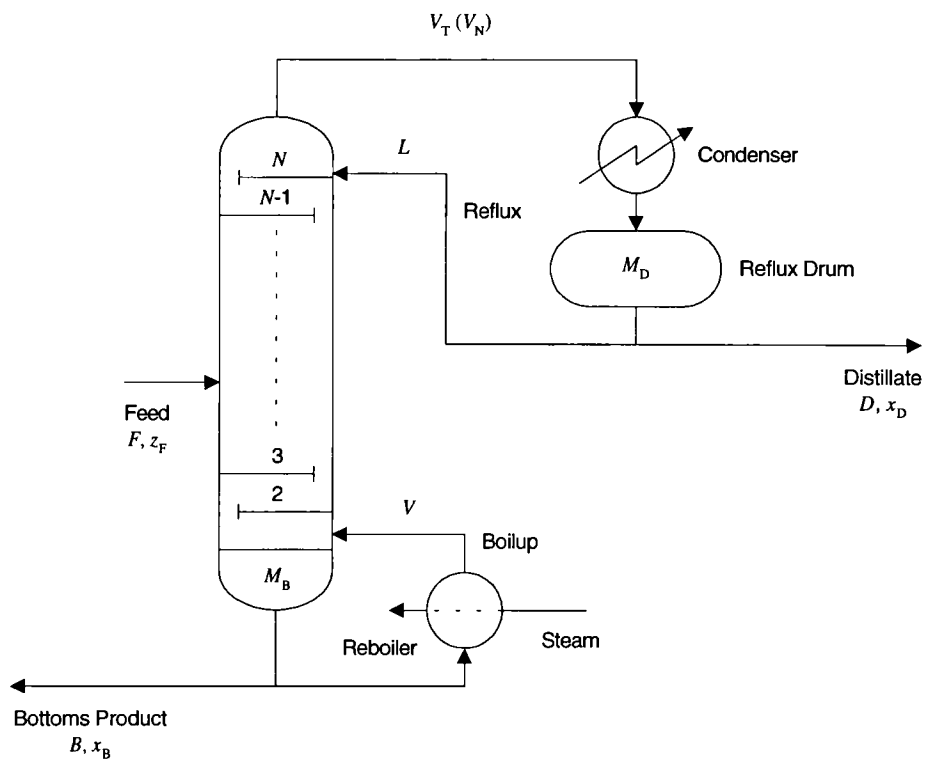 V_T (V_N)
N
L
Condenser
N-1
Reflux
M_D
Reflux Drum
Feed
F, z_F
Distillate
D, x_D
3
2
V
Boilup
M_B
Reboiler
Steam
Bottoms Product
B, x_B